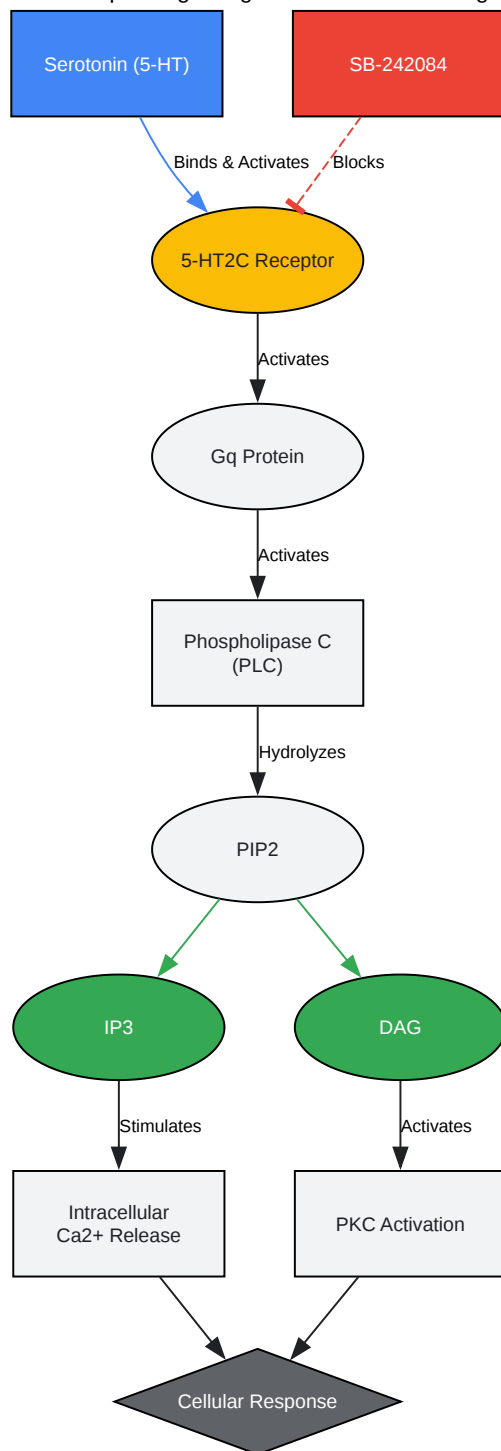 Serotonin (5-HT)
SB-242084
Binds & Activates
Blocks
5-HT2C Receptor
Activates
Gq Protein
Activates
Phospholipase C
(PLC)
Hydrolyzes
PIP2
IP3
DAG
Stimulates
Activates
Intracellular
Ca2+ Release
PKC Activation
Cellular Response